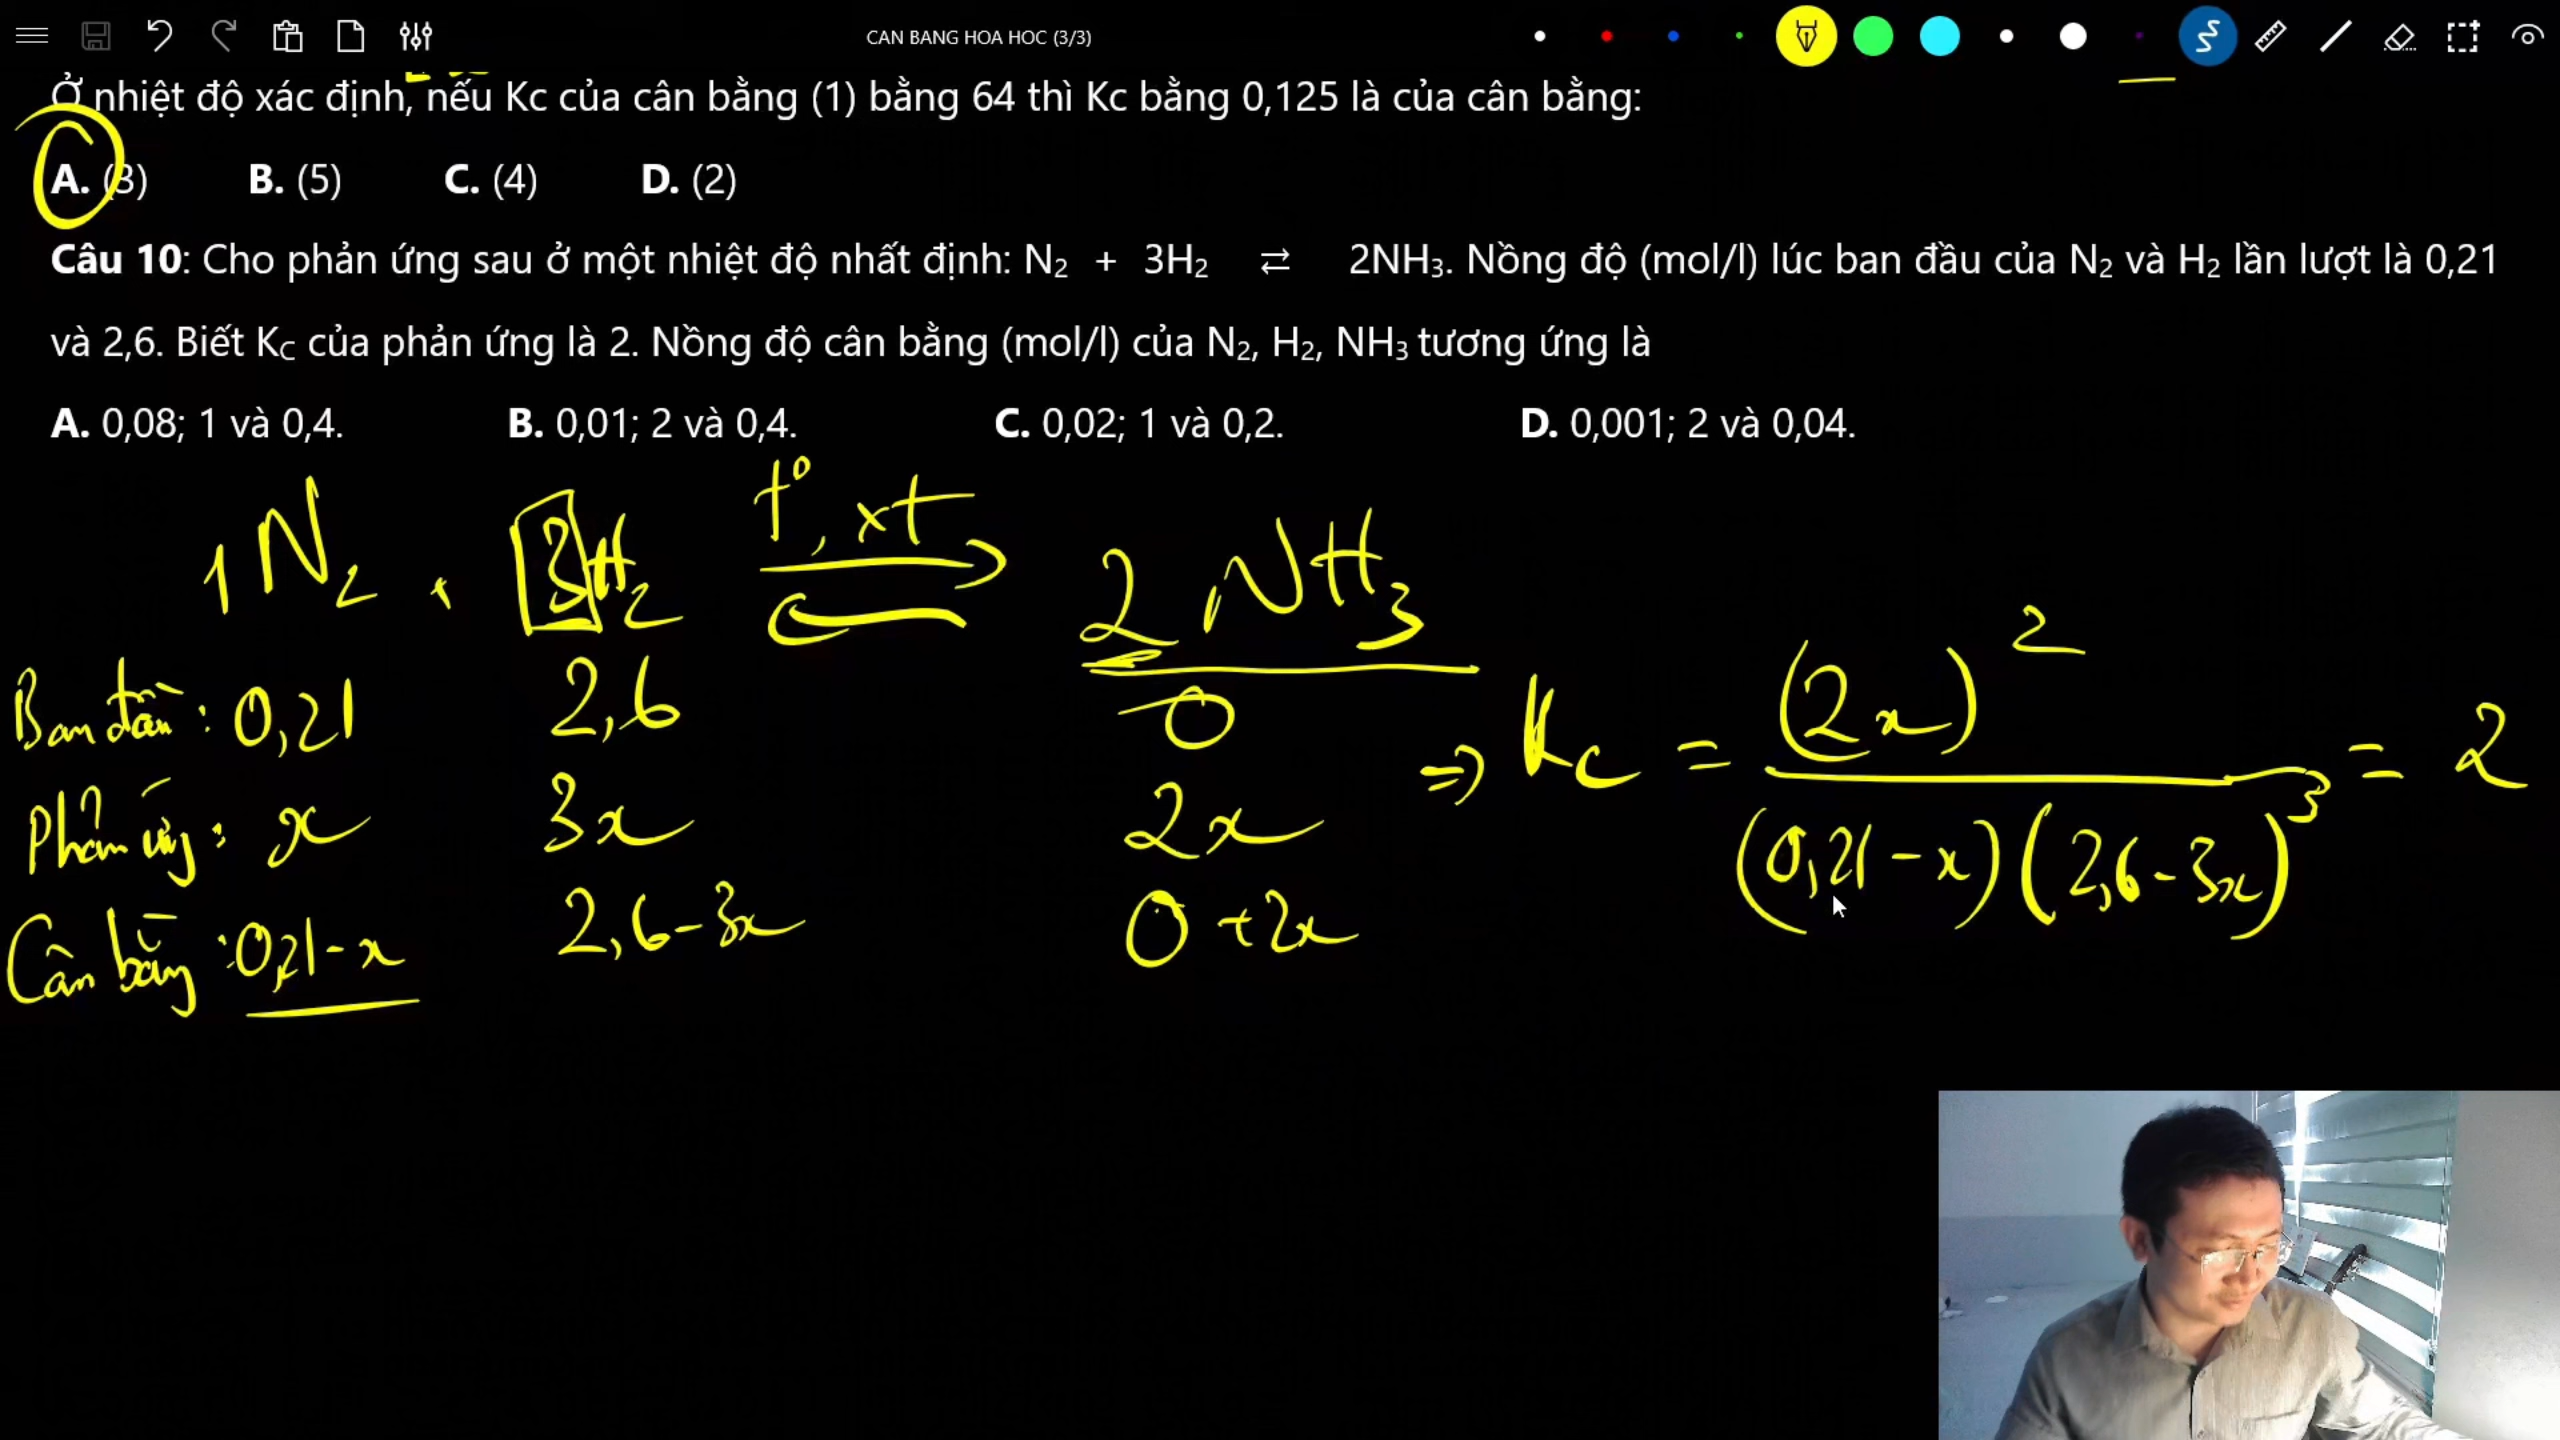 CAN BANG HOA HOC (3/3)
Ở nhiệt độ xác định, nếu Kc của cân bằng (1) bằng 64 thì Kc bằng 0,125 là của cân bằng:
A. (3) B. (5) C. (4) D. (2)
Câu 10: Cho phản ứng sau ở một nhiệt độ nhất định: N₂ + 3H₂ ⇄ 2NH₃. Nồng độ (mol/l) lúc ban đầu của N₂ và H₂ lần lượt là 0,21
và 2,6. Biết K_C của phản ứng là 2. Nồng độ cân bằng (mol/l) của N₂, H₂, NH₃ tương ứng là
A. 0,08; 1 và 0,4. B. 0,01; 2 và 0,4. C. 0,02; 1 và 0,2. D. 0,001; 2 và 0,04.
1N₂ + 3H₂ t°, xt ⇄ 2NH₃
Ban đầu: 0,21 2,6 0
Phản ứng: x 3x 2x
Cân bằng: 0,21-x 2,6-3x 0+2x
⇒ Kc = (2x)² / (0,21-x)(2,6-3x)³ = 2